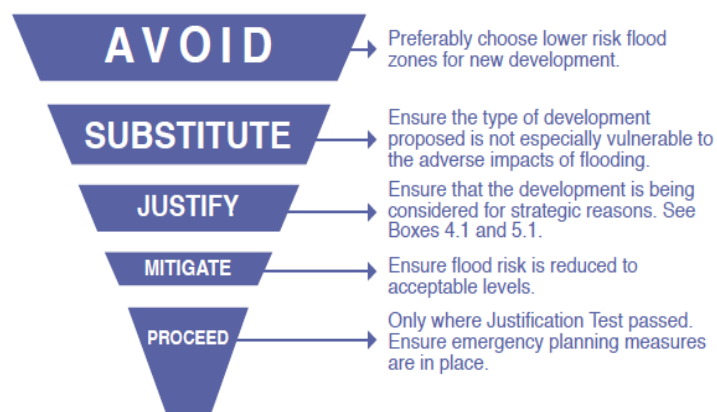 AVOID
Preferably choose lower risk flood
zones for new development.
SUBSTITUTE
Ensure the type of development
proposed is not especially vulnerable to
the adverse impacts of flooding.
JUSTIFY
Ensure that the development is being
considered for strategic reasons. See
Boxes 4.1 and 5.1.
MITIGATE
Ensure flood risk is reduced to
acceptable levels.
PROCEED
Only where Justification Test passed.
Ensure emergency planning measures
are in place.